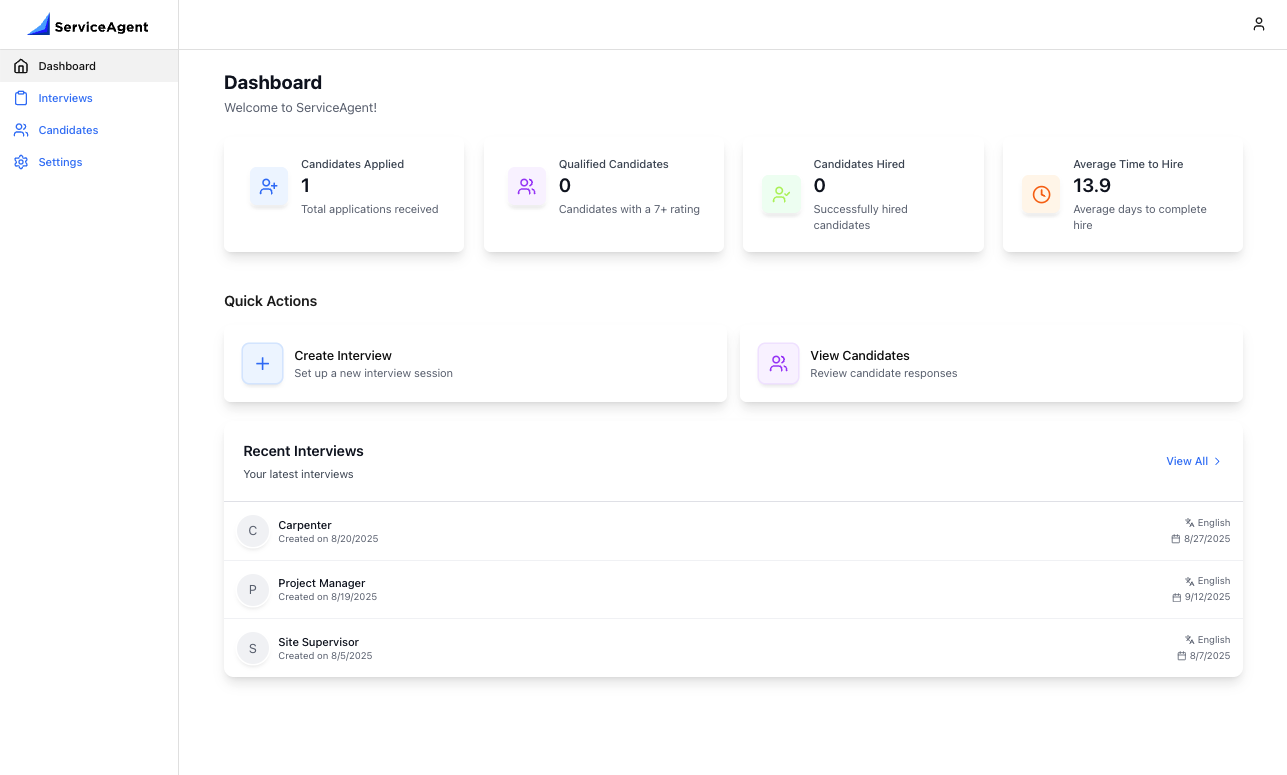 ServiceAgent
Dashboard
Interviews
Candidates
Settings
Dashboard
Welcome to ServiceAgent!
Candidates Applied
1
Total applications received
Qualified Candidates
0
Candidates with a 7+ rating
Candidates Hired
0
Successfully hired
candidates
Average Time to Hire
13.9
Average days to complete
hire
Quick Actions
Create Interview
Set up a new interview session
View Candidates
Review candidate responses
Recent Interviews
Your latest interviews
View All
C
Carpenter
Created on 8/20/2025
English
8/27/2025
P
Project Manager
Created on 8/19/2025
English
9/12/2025
S
Site Supervisor
Created on 8/5/2025
English
8/7/2025